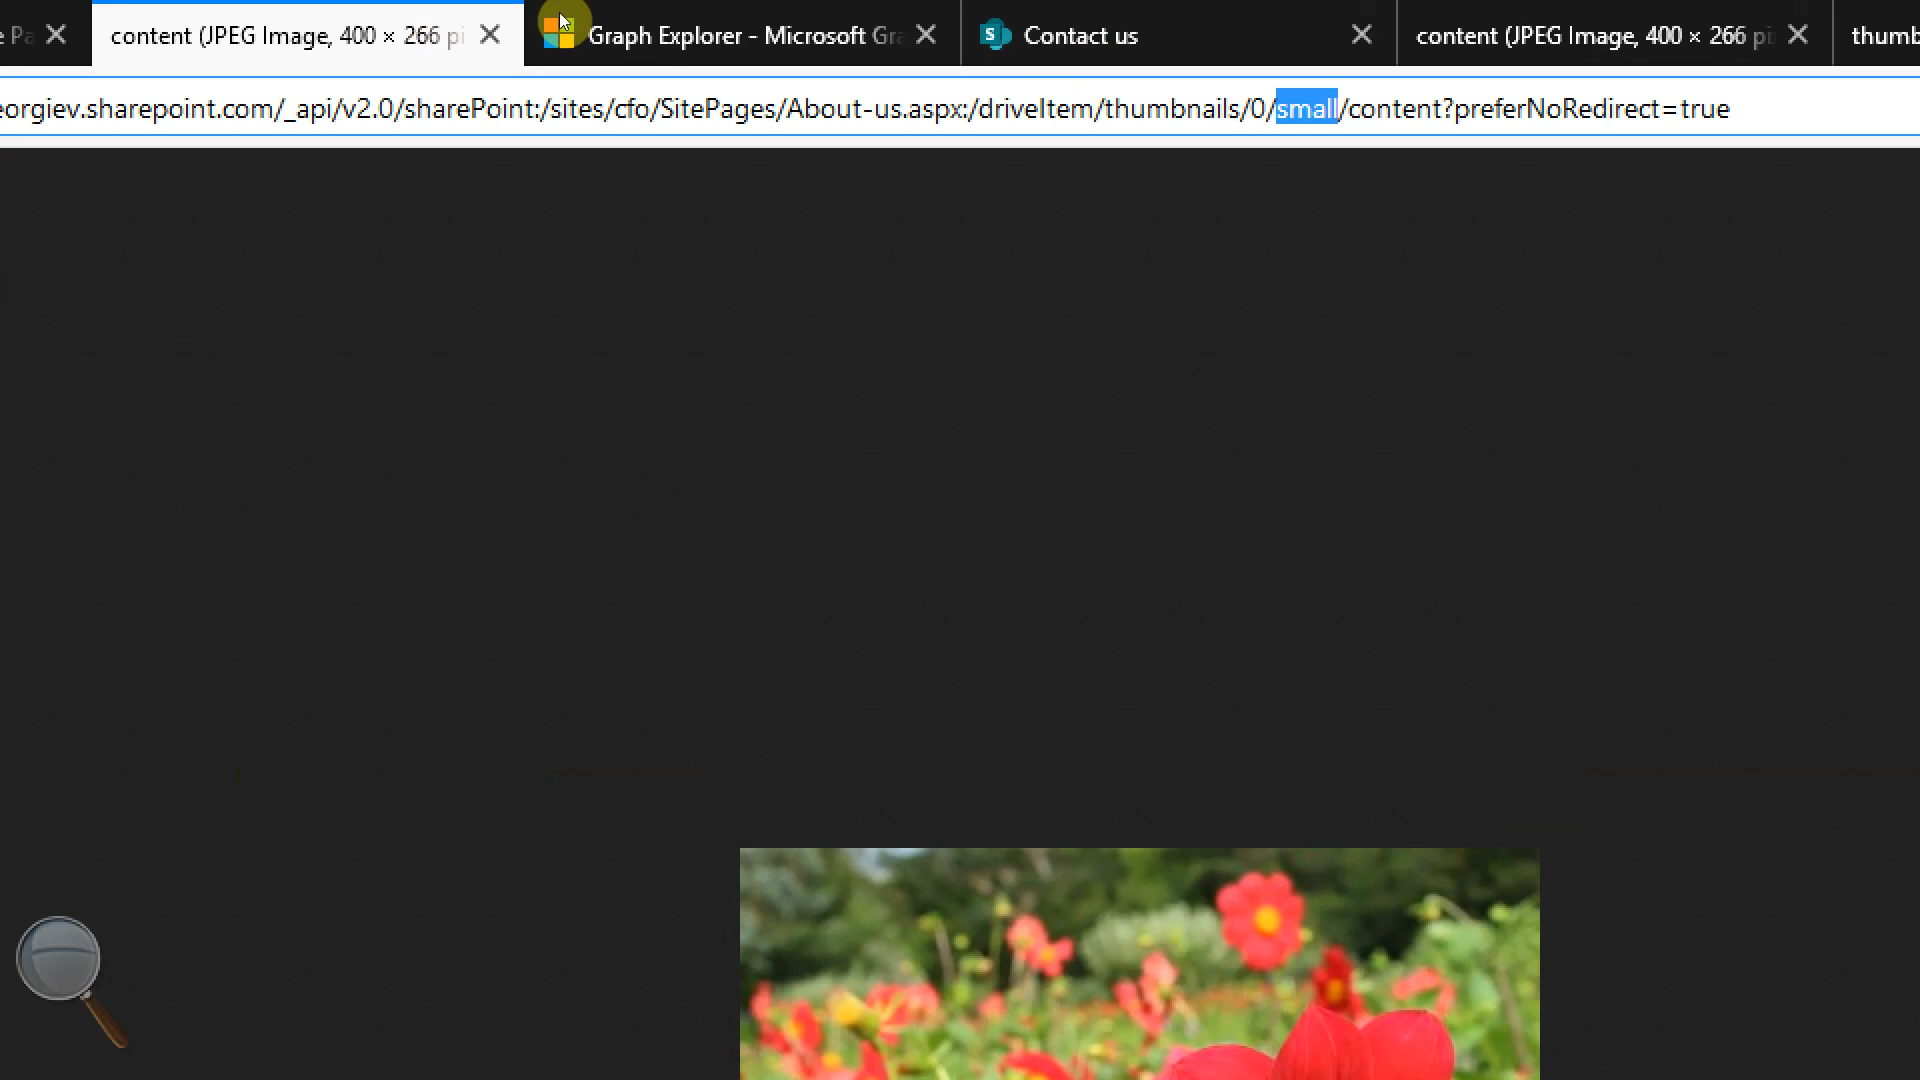 e Pa
content (JPEG Image, 400 × 266 pi
Graph Explorer - Microsoft Gra
S
Contact us
content (JPEG Image, 400 × 266 pi
thumb
eorgiev.sharepoint.com/_api/v2.0/sharePoint:/sites/cfo/SitePages/About-us.aspx:/driveItem/thumbnails/0/small/content?preferNoRedirect=true